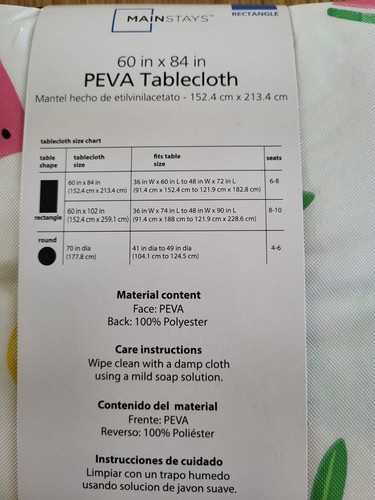 MAINSTAYS™
RECTANGLE
60 in x 84 in
PEVA Tablecloth
Mantel hecho de etilvinilacetato - 152.4 cm x 213.4 cm
tablecloth size chart
table shape	tablecloth size	fits table size	seats
rectangle	60 in x 84 in (152.4 cm x 213.4 cm)	36 in W x 60 in L to 48 in W x 72 in L (91.4 cm x 152.4 cm to 121.9 cm x 182.8 cm)	6-8
60 in x 102 in (152.4 cm x 259.1 cm)	36 in W x 74 in L to 48 in W x 90 in L (91.4 cm x 188 cm to 121.9 cm x 228.6 cm)	8-10
round	70 in dia (177.8 cm)	41 in dia to 49 in dia (104.1 cm to 124.5 cm)	4-6
Material content
Face: PEVA
Back: 100% Polyester
Care instructions
Wipe clean with a damp cloth
using a mild soap solution.
Contenido del material
Frente: PEVA
Reverso: 100% Poliéster
Instrucciones de cuidado
Limpiar con un trapo humedo
usando solucion de javon suave.